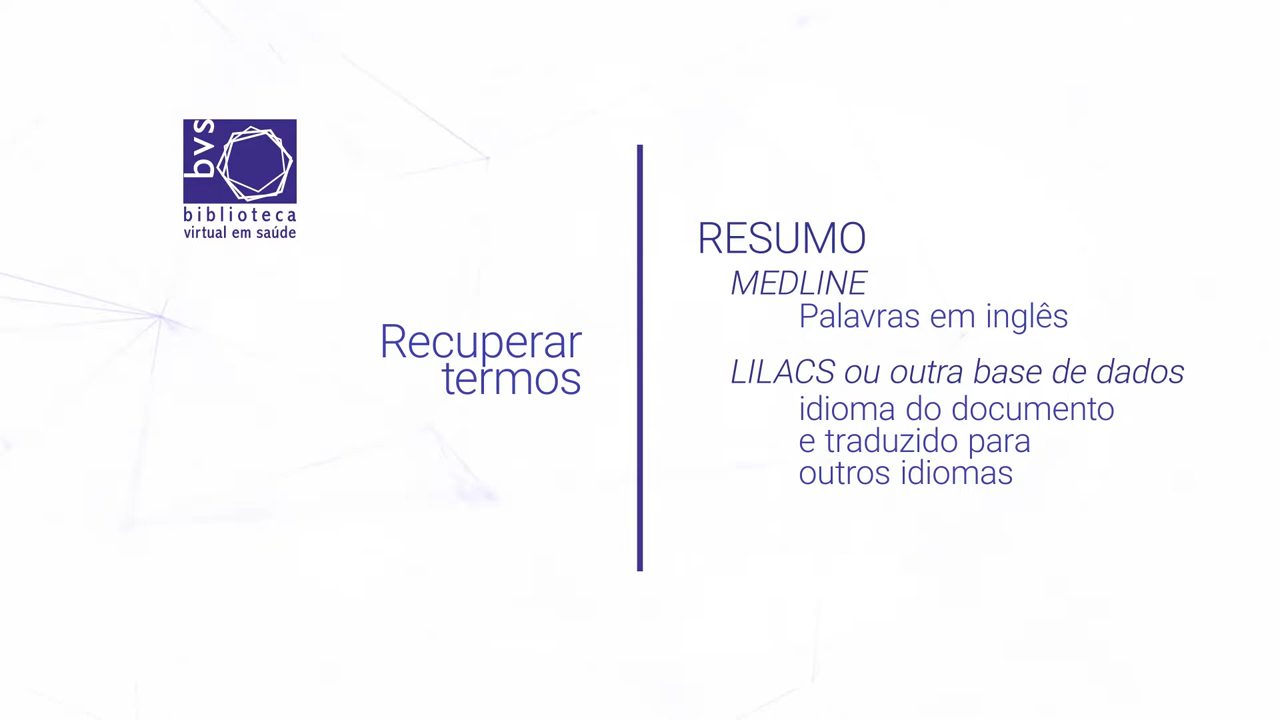 bvs
biblioteca
virtual em saúde
Recuperar
termos
RESUMO
MEDLINE
Palavras em inglês
LILACS ou outra base de dados
idioma do documento
e traduzido para
outros idiomas